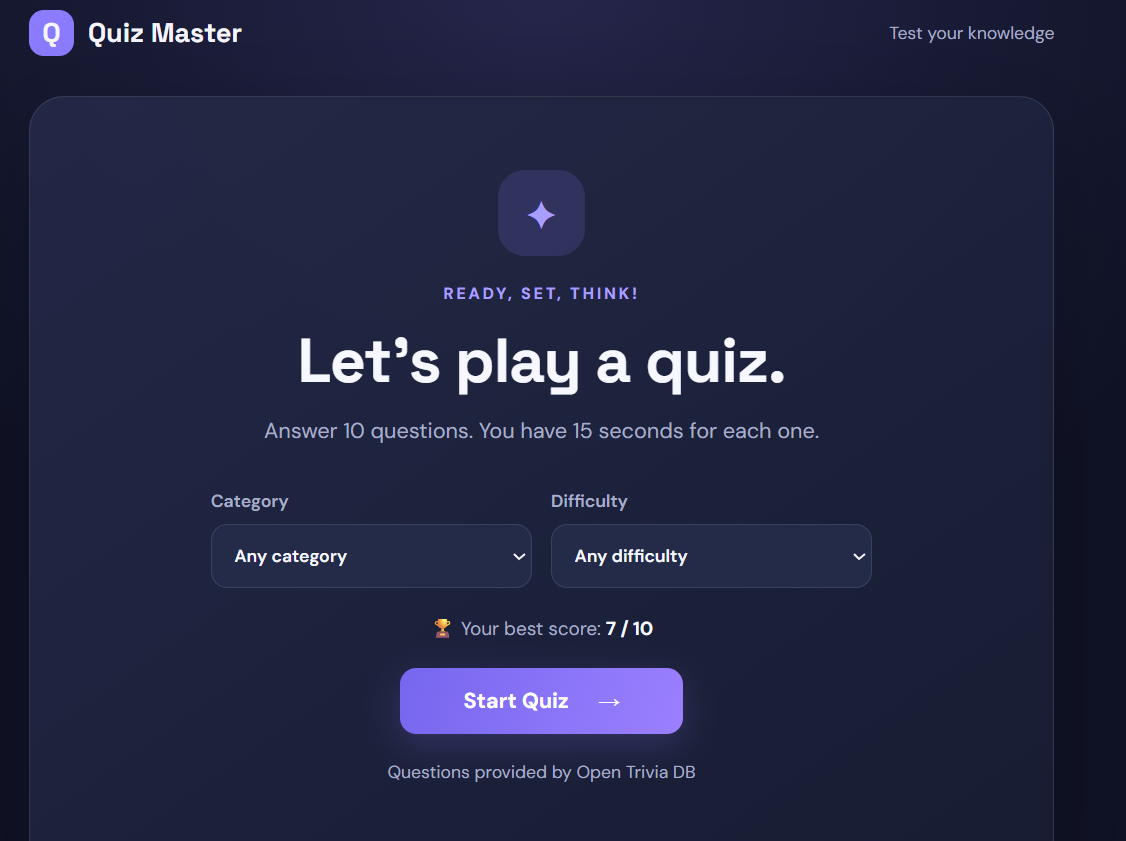 Q Quiz Master
Test your knowledge
READY, SET, THINK!
Let’s play a quiz.
Answer 10 questions. You have 15 seconds for each one.
Category
Difficulty
Any category
Any difficulty
🏆 Your best score: 7 / 10
Start Quiz →
Questions provided by Open Trivia DB